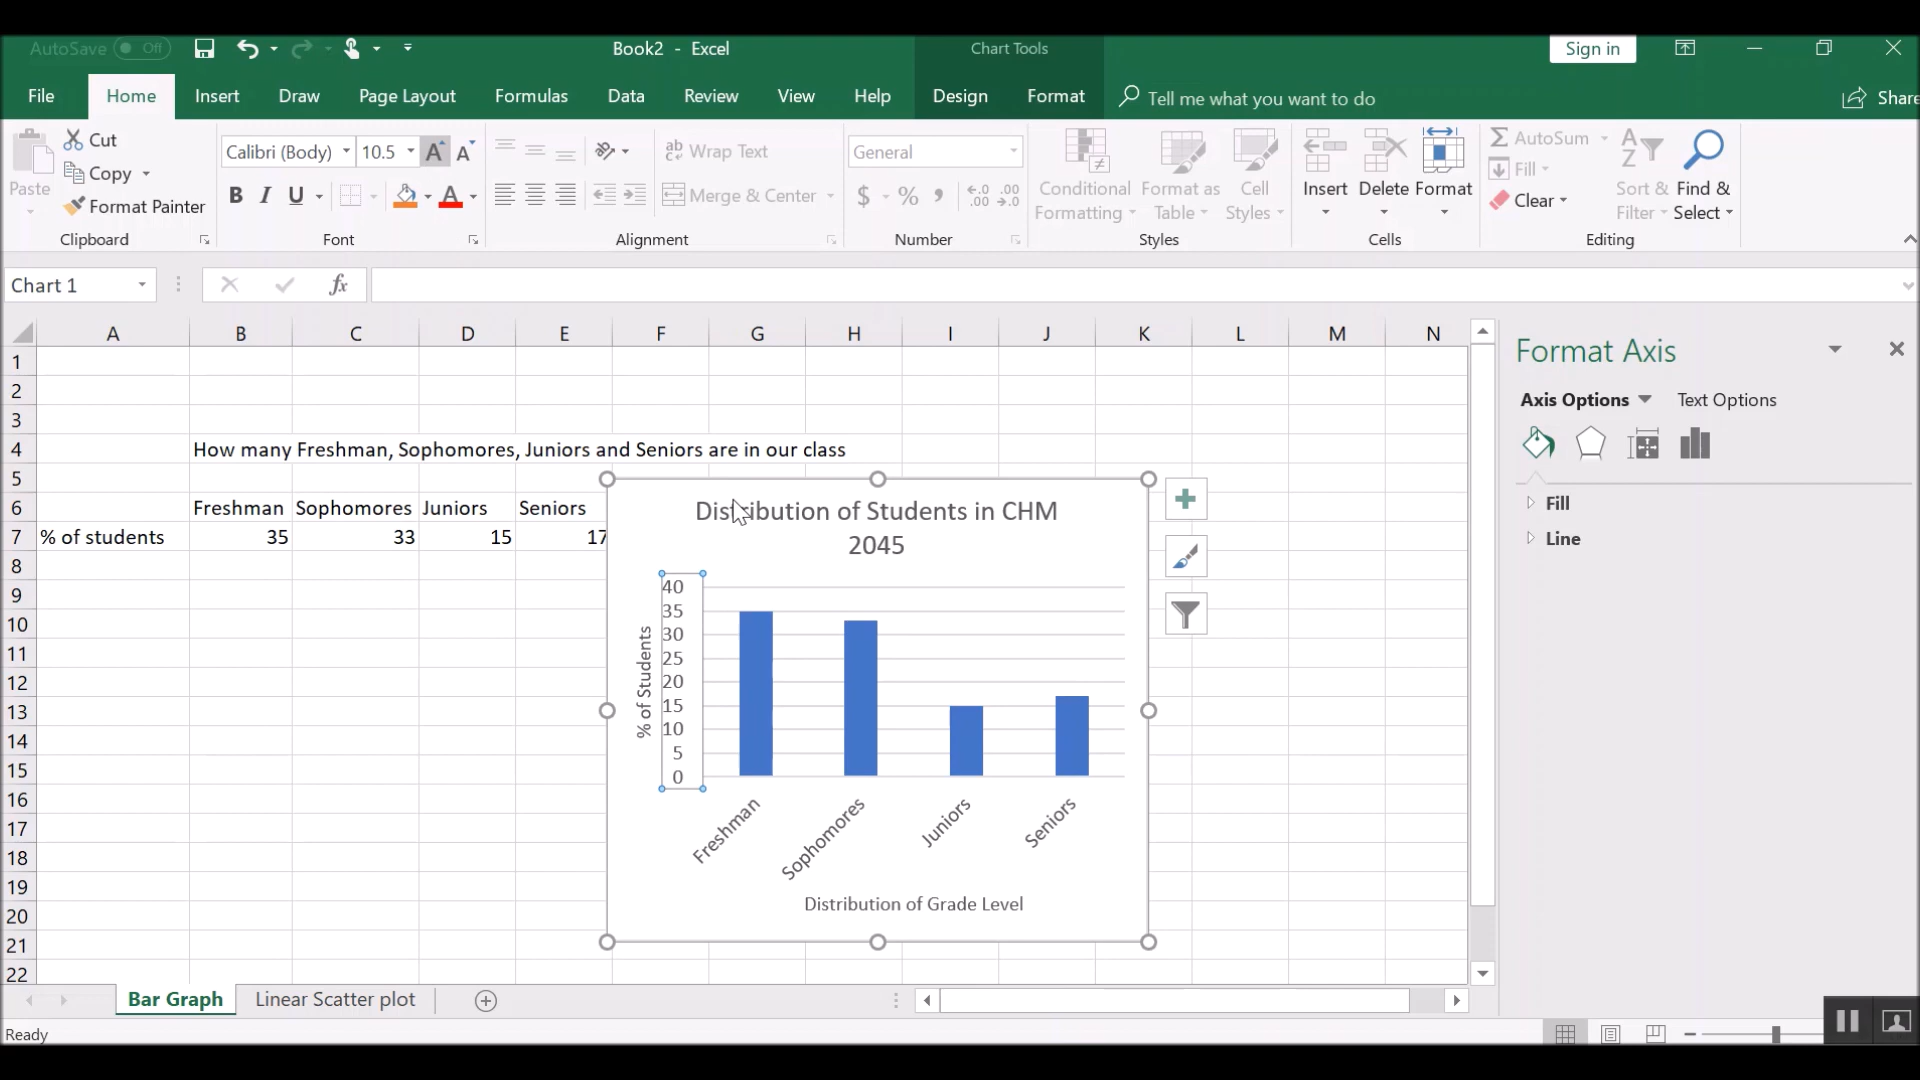 AutoSave Off Book2 - Excel Chart Tools Sign in
File Home Insert Draw Page Layout Formulas Data Review View Help Design Format Tell me what you want to do Share
Paste
Cut
Copy
Format Painter
Clipboard
Calibri (Body) 10.5 A A
B I U A
Font
ab Wrap Text
Merge & Center
Alignment
General
$ % ,
Number
Conditional Formatting
Format as Table
Cell Styles
Styles
Insert Delete Format
Cells
AutoSum
Fill
Clear
Sort & Filter
Find & Select
Editing
Chart 1 fx
A B C D E F G H I J K L M N
1
2
3
4 How many Freshman, Sophomores, Juniors and Seniors are in our class
5
6 Freshman Sophomores Juniors Seniors
7 % of students 35 33 15 17
8
9
10
11
12
13
14
15
16
17
18
19
20
21
22
Distribution of Students in CHM
2045
40
35
30
25
20
15
10
5
0
% of Students
Freshman Sophomores Juniors Seniors
Distribution of Grade Level
Format Axis
Axis Options Text Options
Fill
Line
Bar Graph Linear Scatter plot
Ready